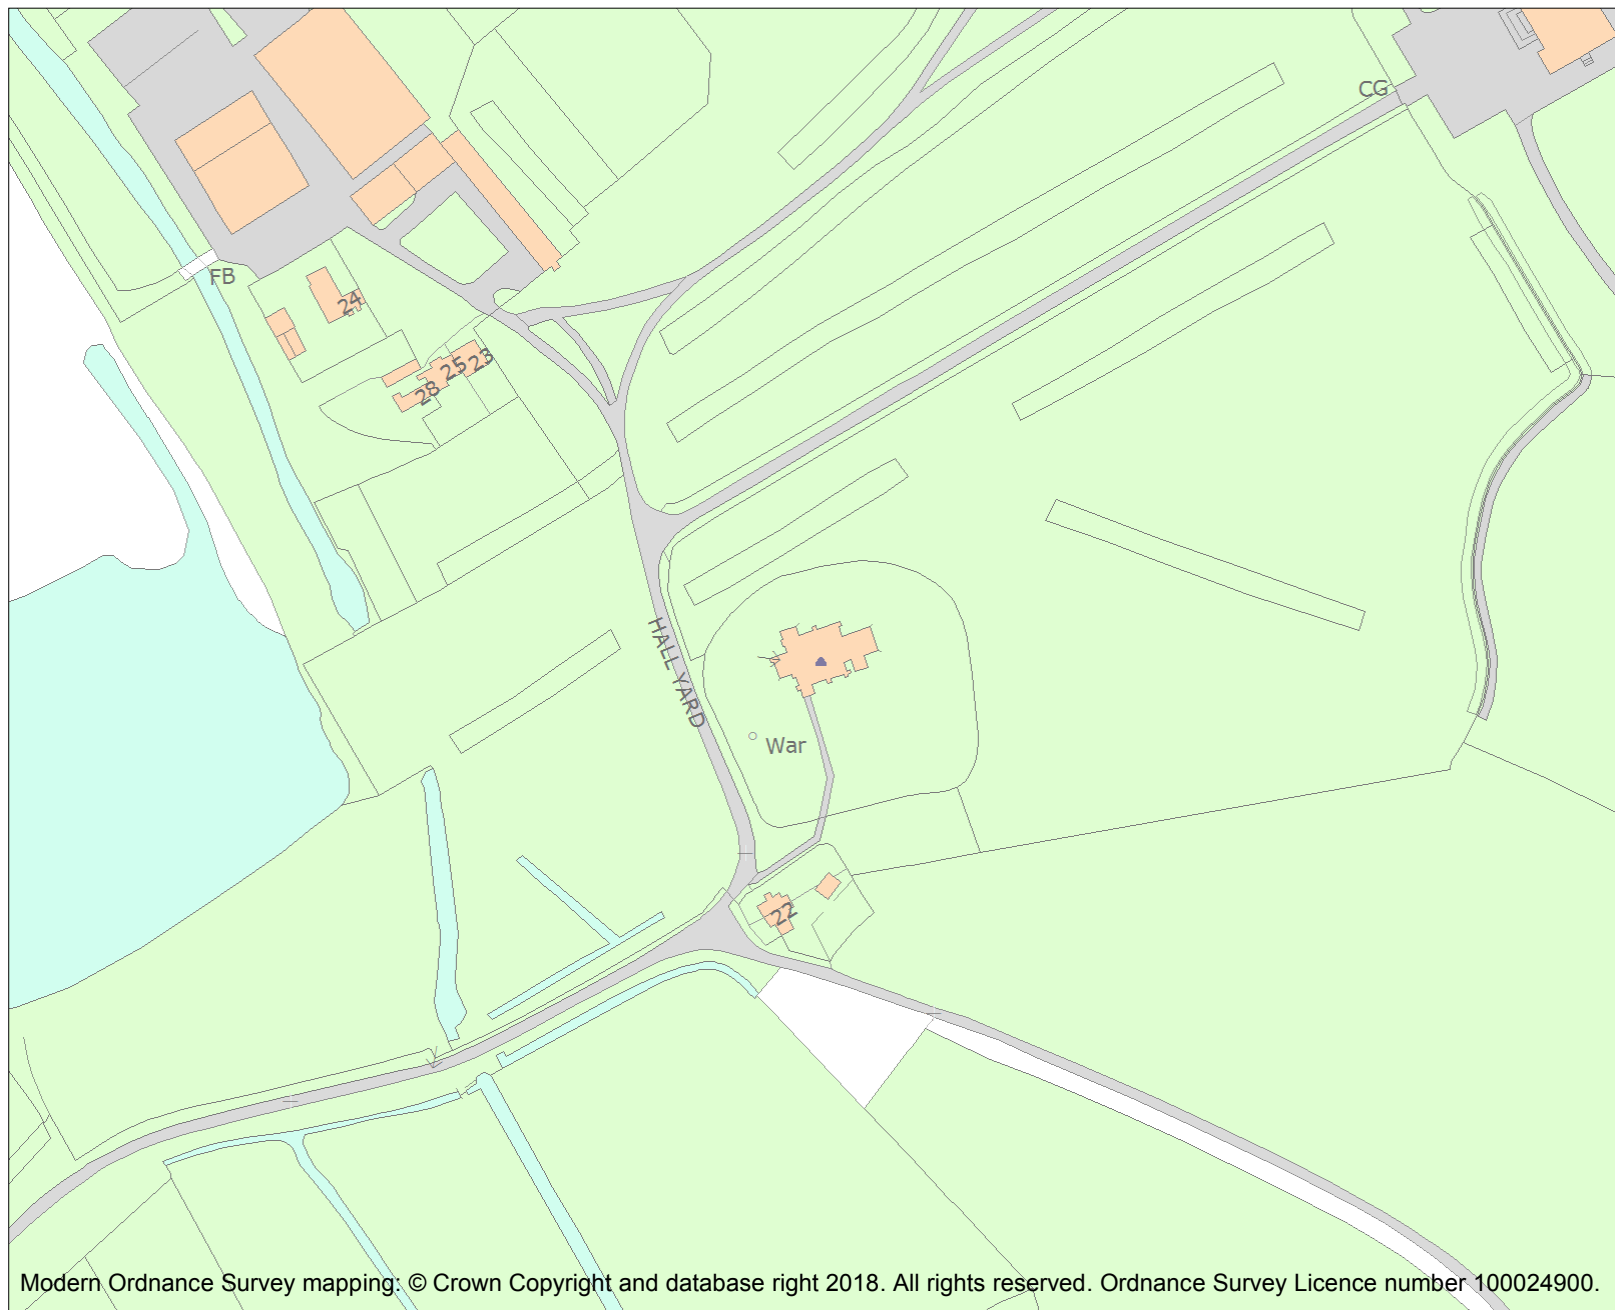 CG
FB
24
23
25
28
HALL YARD
War
22
Modern Ordnance Survey mapping: © Crown Copyright and database right 2018. All rights reserved. Ordnance Survey Licence number 100024900.